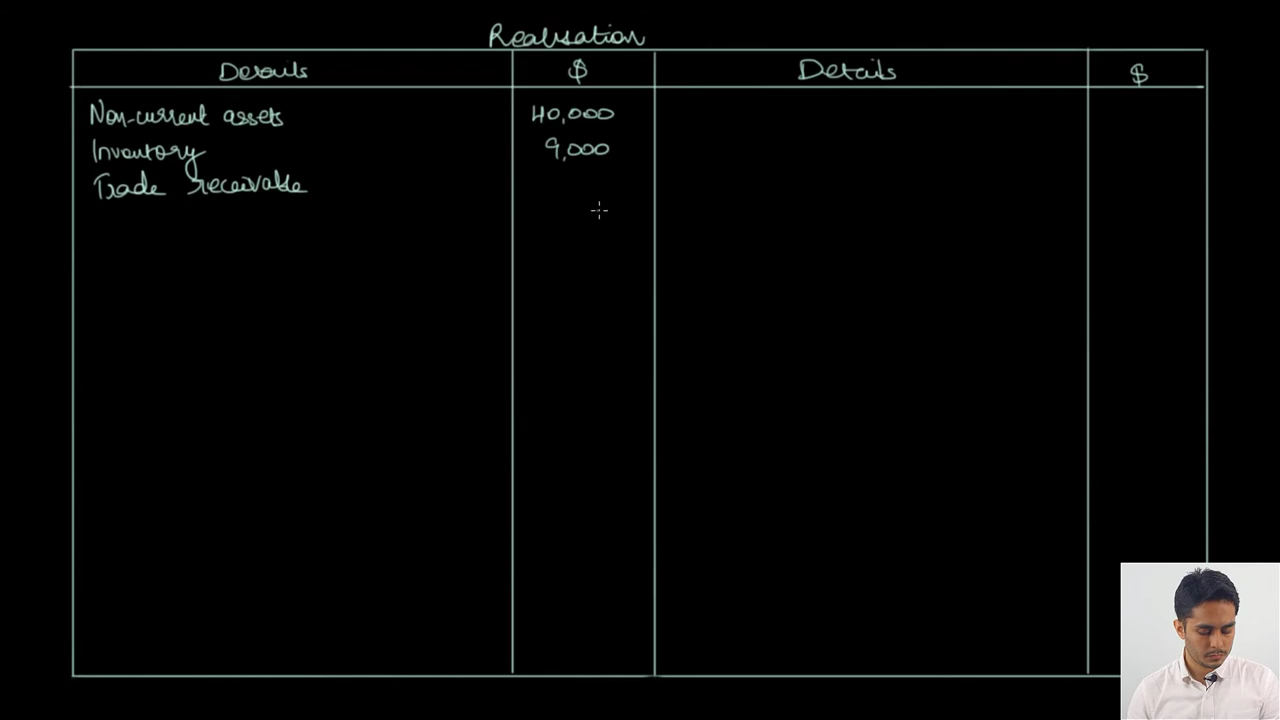 Realisation
Details $ Details $
Non-current assets 40,000
Inventory 9,000
Trade receivable